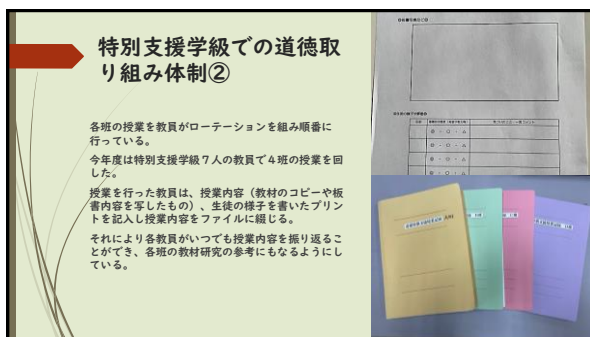 特別支援学級での道徳取
り組み体制②
各班の授業を教員がローテーションを組み順番に
行っている。
今年度は特別支援学級７人の教員で４班の授業を回
した。
授業を行った教員は、授業内容（教材のコピーや板
書内容を写したもの）、生徒の様子を書いたプリン
トを記入し授業内容をファイルに綴じる。
それにより各教員がいつでも授業内容を振り返るこ
とができ、各班の教材研究の参考にもなるようにし
ている。